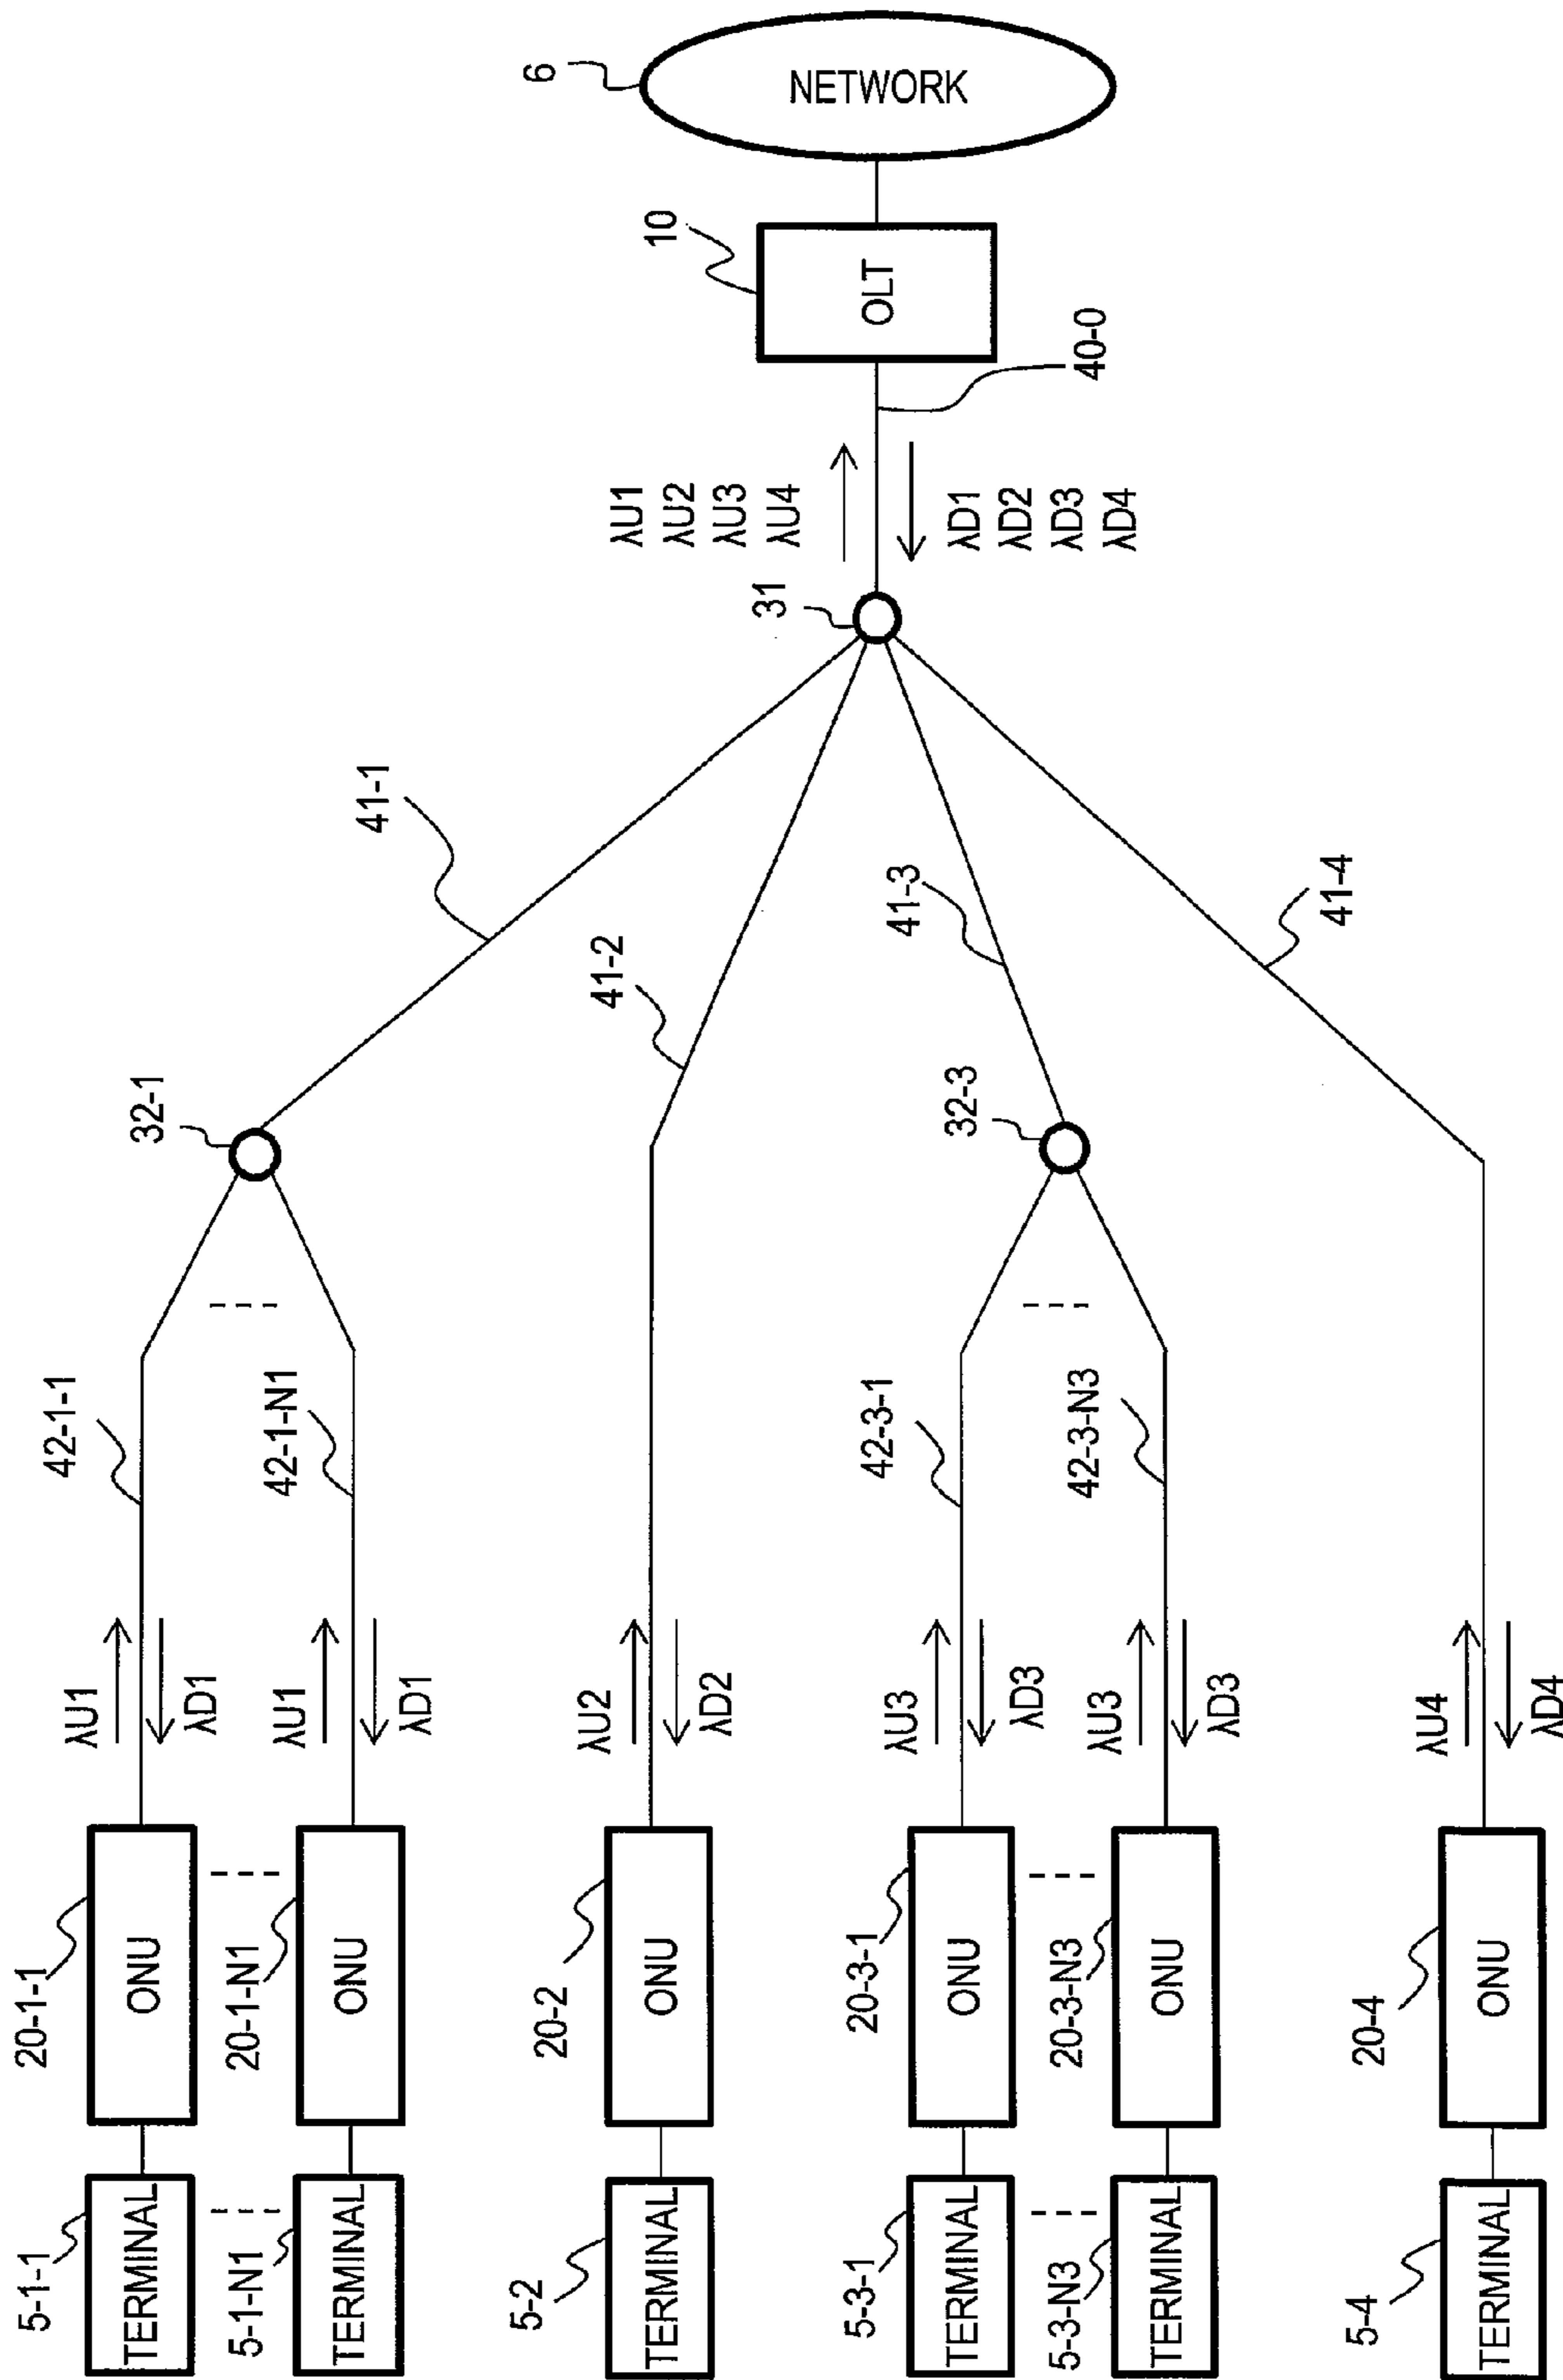 6
NETWORK
10
OLT
40-0
λU1
λU2
λU3
λU4
λD1
λD2
λD3
λD4
31
41-1
41-2
41-3
41-4
32-1
32-3
42-1-1
42-1-N1
42-3-1
42-3-N3
λU1
λD1
λU1
λD1
λU2
λD2
λU3
λD3
λU3
λD3
λU4
λD4
20-1-1
ONU
20-1-N1
ONU
20-2
ONU
20-3-1
ONU
20-3-N3
ONU
20-4
ONU
5-1-1
TERMINAL
5-1-N1
TERMINAL
5-2
TERMINAL
5-3-1
TERMINAL
5-3-N3
TERMINAL
5-4
TERMINAL